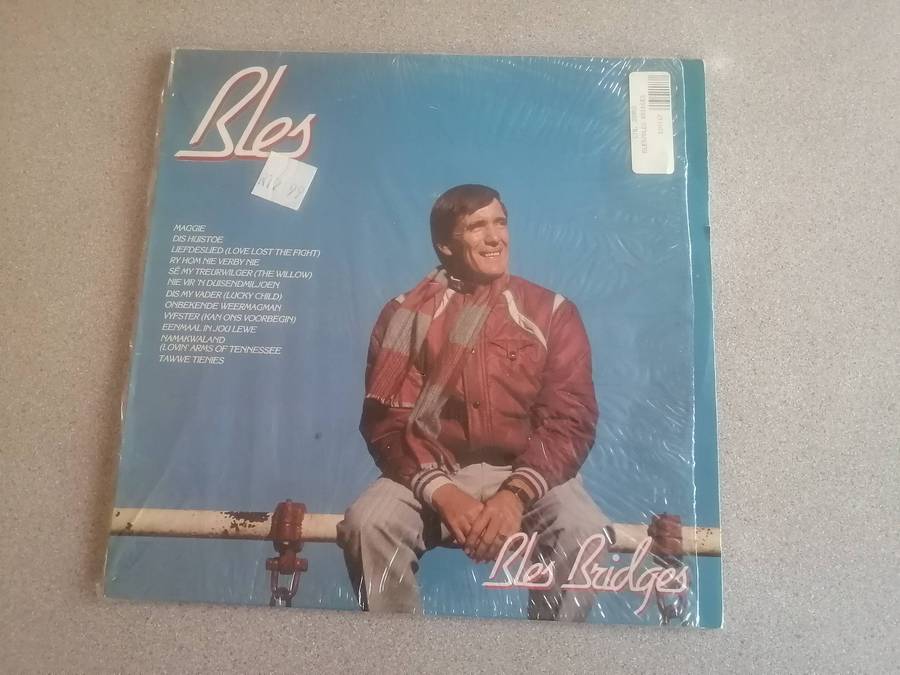 Bles
R12.99
MAGGIE
DIS HUISTOE
LIEFDESLIED (LOVE LOST THE FIGHT)
RY HOM NIE VERBY NIE
SÊ MY TREURWILGER (THE WILLOW)
NIE VIR 'N DUISENDMILJOEN
DIS MY VADER (LUCKY CHILD)
ONBEKENDE WEERMAGMAN
VYFSTER (KAN ONS VOORBEGIN)
EENMAAL IN JOU LEWE
NAMAKWALAND
(LOVIN' ARMS OF TENNESSEE
TAWWE TIENIES
Bles Bridges